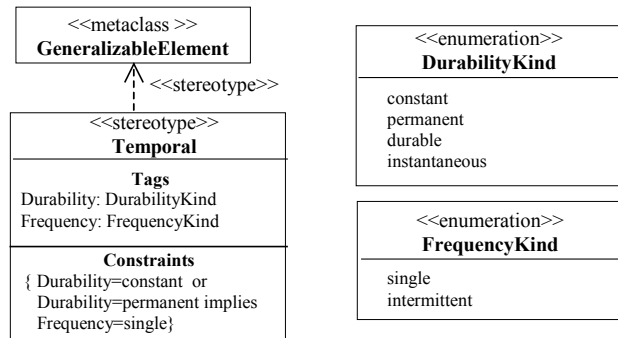 <<metaclass >>
GeneralizableElement
<<stereotype>>
<<stereotype>>
Temporal
Tags
Durability: DurabilityKind
Frequency: FrequencyKind
Constraints
{ Durability=constant or
Durability=permanent implies
Frequency=single}
<<enumeration>>
DurabilityKind
constant
permanent
durable
instantaneous
<<enumeration>>
FrequencyKind
single
intermittent